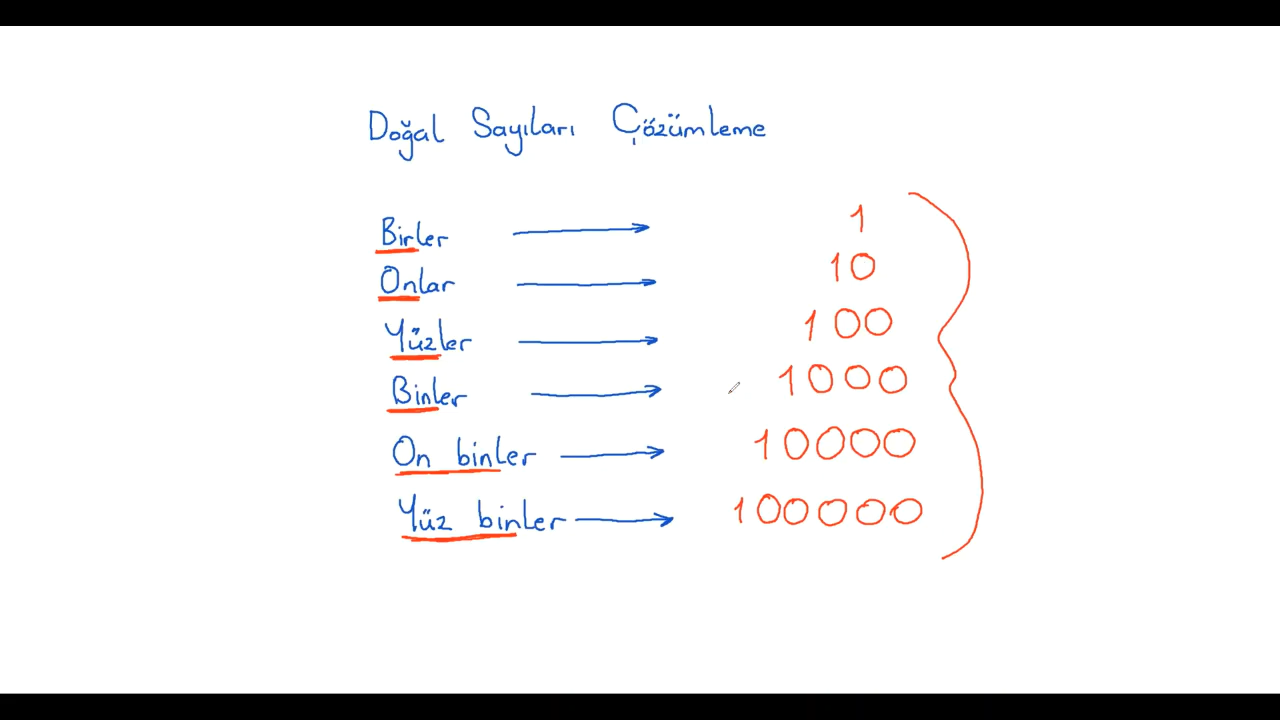 Doğal Sayıları Çözümleme
Birler → 1
Onlar → 10
Yüzler → 100
Binler → 1000
On binler → 10000
Yüz binler → 100000